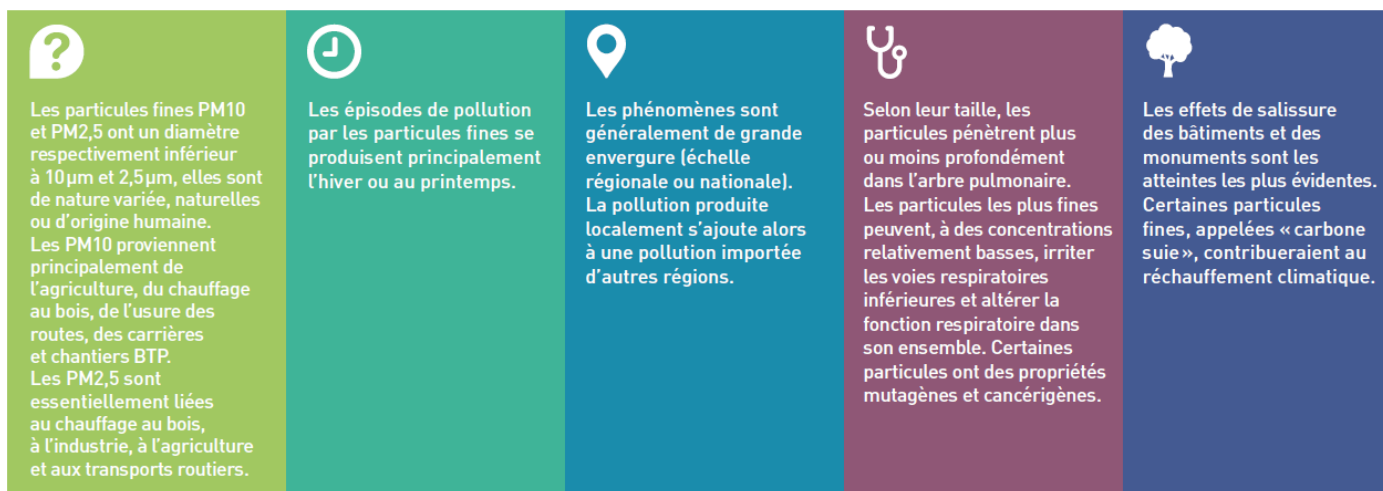 ?
Les particules fines PM10
et PM2,5 ont un diamètre
respectivement inférieur
à 10 µm et 2,5 µm, elles sont
de nature variée, naturelles
ou d’origine humaine.
Les PM10 proviennent
principalement de
l’agriculture, du chauffage
au bois, de l’usure des
routes, des carrières
et chantiers BTP.
Les PM2,5 sont
essentiellement liées
au chauffage au bois,
à l’industrie, à l’agriculture
et aux transports routiers.
Les épisodes de pollution
par les particules fines se
produisent principalement
l’hiver ou au printemps.
Les phénomènes sont
généralement de grande
envergure (échelle
régionale ou nationale).
La pollution produite
localement s’ajoute alors
à une pollution importée
d’autres régions.
Selon leur taille, les
particules pénètrent plus
ou moins profondément
dans l’arbre pulmonaire.
Les particules les plus fines
peuvent, à des concentrations
relativement basses, irriter
les voies respiratoires
inférieures et altérer la
fonction respiratoire dans
son ensemble. Certaines
particules ont des propriétés
mutagènes et cancérigènes.
Les effets de salissure
des bâtiments et des
monuments sont les
atteintes les plus évidentes.
Certaines particules
fines, appelées « carbone
suie », contribueraient au
réchauffement climatique.